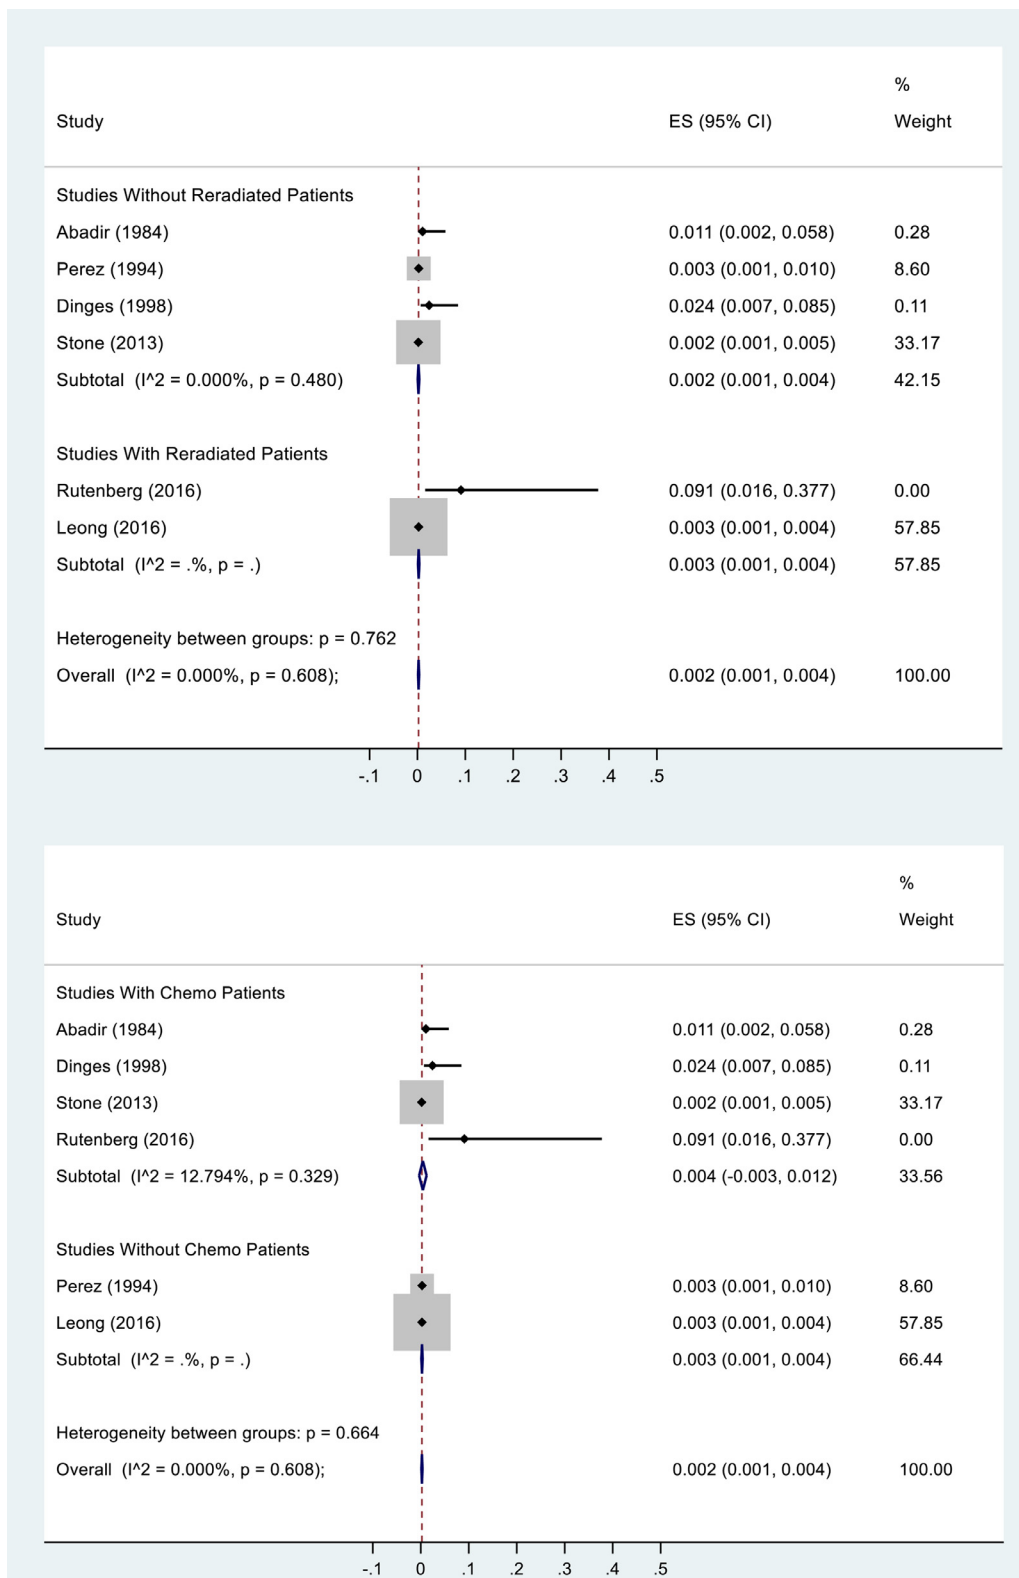 %
Study ES (95% CI) Weight
Studies Without Reradiated Patients
Abadir (1984) 0.011 (0.002, 0.058) 0.28
Perez (1994) 0.003 (0.001, 0.010) 8.60
Dinges (1998) 0.024 (0.007, 0.085) 0.11
Stone (2013) 0.002 (0.001, 0.005) 33.17
Subtotal (I^2 = 0.000%, p = 0.480) 0.002 (0.001, 0.004) 42.15
Studies With Reradiated Patients
Rutenberg (2016) 0.091 (0.016, 0.377) 0.00
Leong (2016) 0.003 (0.001, 0.004) 57.85
Subtotal (I^2 = .%, p = .) 0.003 (0.001, 0.004) 57.85
Heterogeneity between groups: p = 0.762
Overall (I^2 = 0.000%, p = 0.608); 0.002 (0.001, 0.004) 100.00
-.1 0 .1 .2 .3 .4 .5
%
Study ES (95% CI) Weight
Studies With Chemo Patients
Abadir (1984) 0.011 (0.002, 0.058) 0.28
Dinges (1998) 0.024 (0.007, 0.085) 0.11
Stone (2013) 0.002 (0.001, 0.005) 33.17
Rutenberg (2016) 0.091 (0.016, 0.377) 0.00
Subtotal (I^2 = 12.794%, p = 0.329) 0.004 (-0.003, 0.012) 33.56
Studies Without Chemo Patients
Perez (1994) 0.003 (0.001, 0.010) 8.60
Leong (2016) 0.003 (0.001, 0.004) 57.85
Subtotal (I^2 = .%, p = .) 0.003 (0.001, 0.004) 66.44
Heterogeneity between groups: p = 0.664
Overall (I^2 = 0.000%, p = 0.608); 0.002 (0.001, 0.004) 100.00
-.1 0 .1 .2 .3 .4 .5